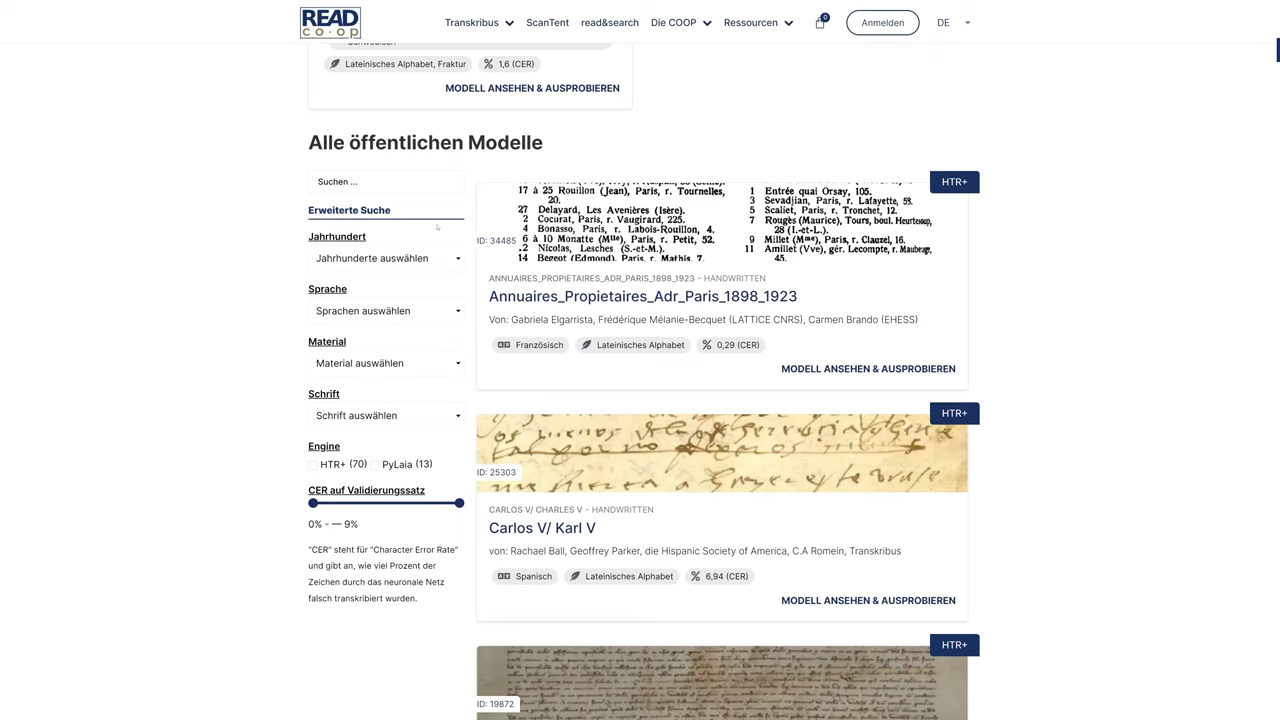 READ
co·op
Transkribus
ScanTent
read&search
Die COOP
Ressourcen
0
Anmelden
DE
Lateinisches Alphabet, Fraktur
1,6 (CER)
MODELL ANSEHEN & AUSPROBIEREN
Alle öffentlichen Modelle
Suchen ...
Erweiterte Suche
Jahrhundert
Jahrhunderte auswählen
Sprache
Sprachen auswählen
Material
Material auswählen
Schrift
Schrift auswählen
Engine
HTR+ (70) PyLaia (13)
CER auf Validierungssatz
0% - — 9%
"CER" steht für "Character Error Rate"
und gibt an, wie viel Prozent der
Zeichen durch das neuronale Netz
falsch transkribiert wurden.
HTR+
17 à 25 Rouillon (Jean), Paris, r. Tournelles,
20.
27 Delayard, Les Avenières (Isère).
2 Cocurat, Paris, r. Vaugirard, 225.
4 Bonasso, Paris, r. Labois-Rouillon, 4.
6 à 10 Monatte (Mlle), Paris, r. Petit, 52.
.2 Nicolas, Lesches (S.-et-M.).
14 Begeot (Edmond), Paris, r. Mathis, 7.
1 Entrée quai Orsay, 105.
3 Sevadjian, Paris, r. Lafayette, 53.
5 Scaliet, Paris, r. Tronchet, 12.
7 Rougès (Maurice), Tours, boul. Heurteloup,
28 (I.-et-L.).
9 Millet (Mme), Paris, r. Clauzel, 16.
11 Amillet (Vve), gér. Lecompte, r. Maubeuge,
45.
ID: 34485
ANNUAIRES_PROPIETAIRES_ADR_PARIS_1898_1923 - HANDWRITTEN
Annuaires_Propietaires_Adr_Paris_1898_1923
Von: Gabriela Elgarrista, Frédérique Mélanie-Becquet (LATTICE CNRS), Carmen Brando (EHESS)
Französisch
Lateinisches Alphabet
0,29 (CER)
MODELL ANSEHEN & AUSPROBIEREN
HTR+
ID: 25303
CARLOS V/ CHARLES V - HANDWRITTEN
Carlos V/ Karl V
von: Rachael Ball, Geoffrey Parker, die Hispanic Society of America, C.A Romein, Transkribus
Spanisch
Lateinisches Alphabet
6,94 (CER)
MODELL ANSEHEN & AUSPROBIEREN
HTR+
ID: 19872